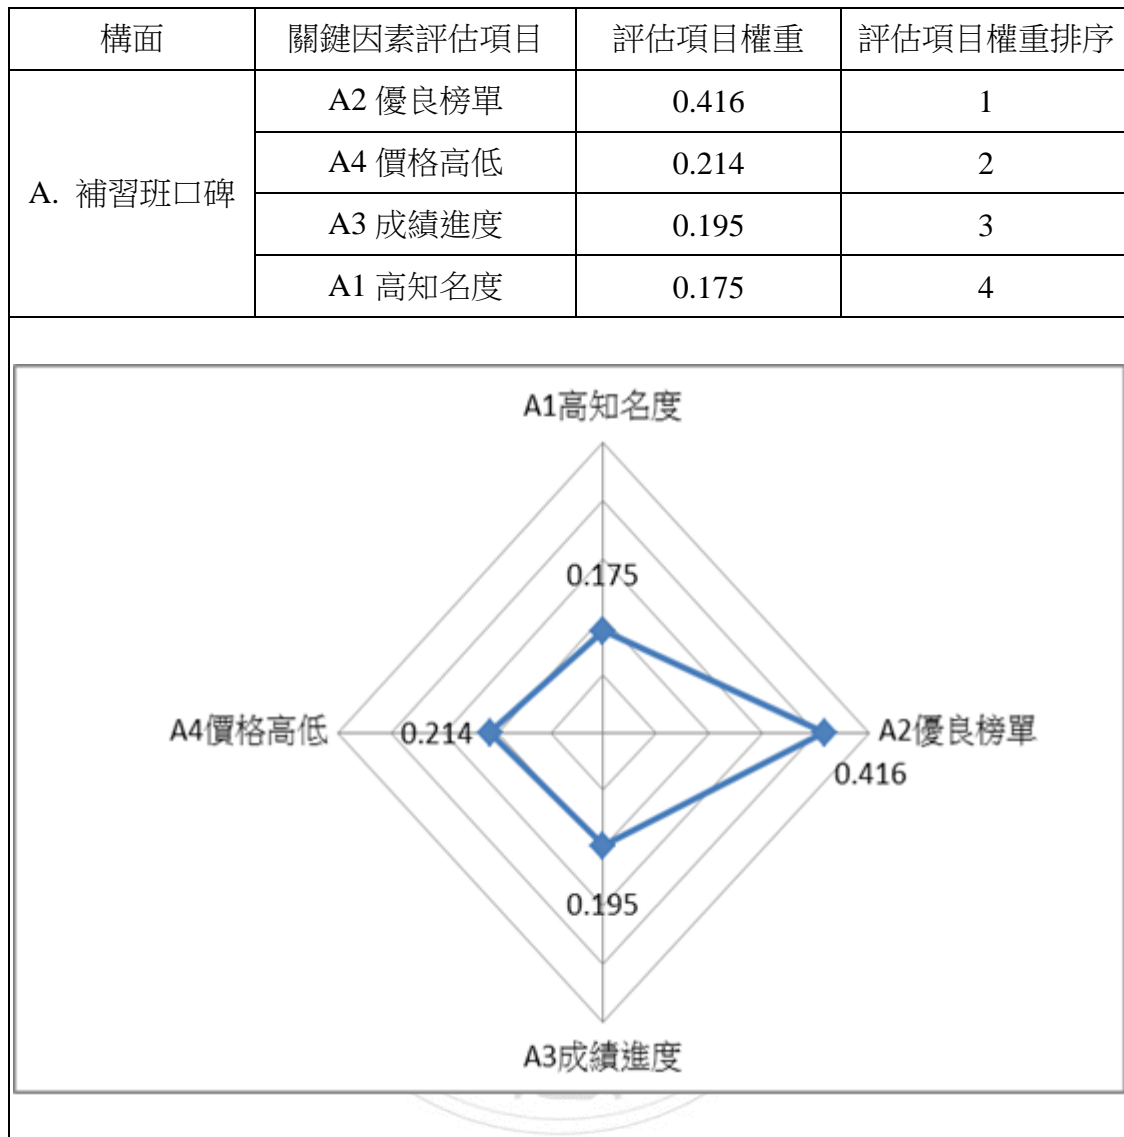 構面 關鍵因素評估項目 評估項目權重 評估項目權重排序
A. 補習班口碑
A2 優良榜單 0.416 1
A4 價格高低 0.214 2
A3 成績進度 0.195 3
A1 高知名度 0.175 4
A1高知名度
0.175
A4價格高低
0.214
A2優良榜單
0.416
0.195
A3成績進度